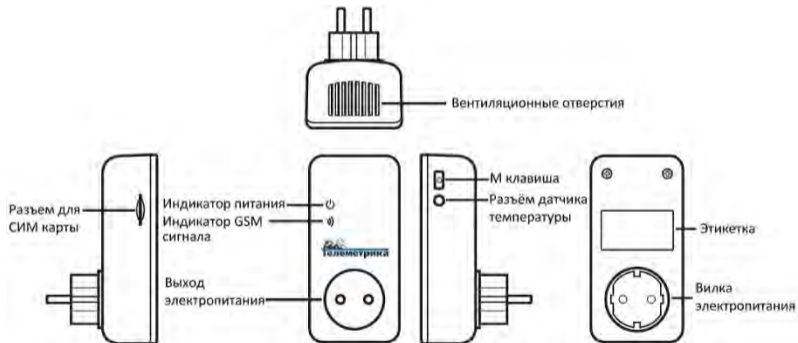 Вентиляционные отверстия
Разъем для
СИМ карты
Индикатор питания
Индикатор GSM
сигнала
Телеметрика
Выход
электропитания
М клавиша
Разъём датчика
температуры
Этикетка
Вилка
электропитания